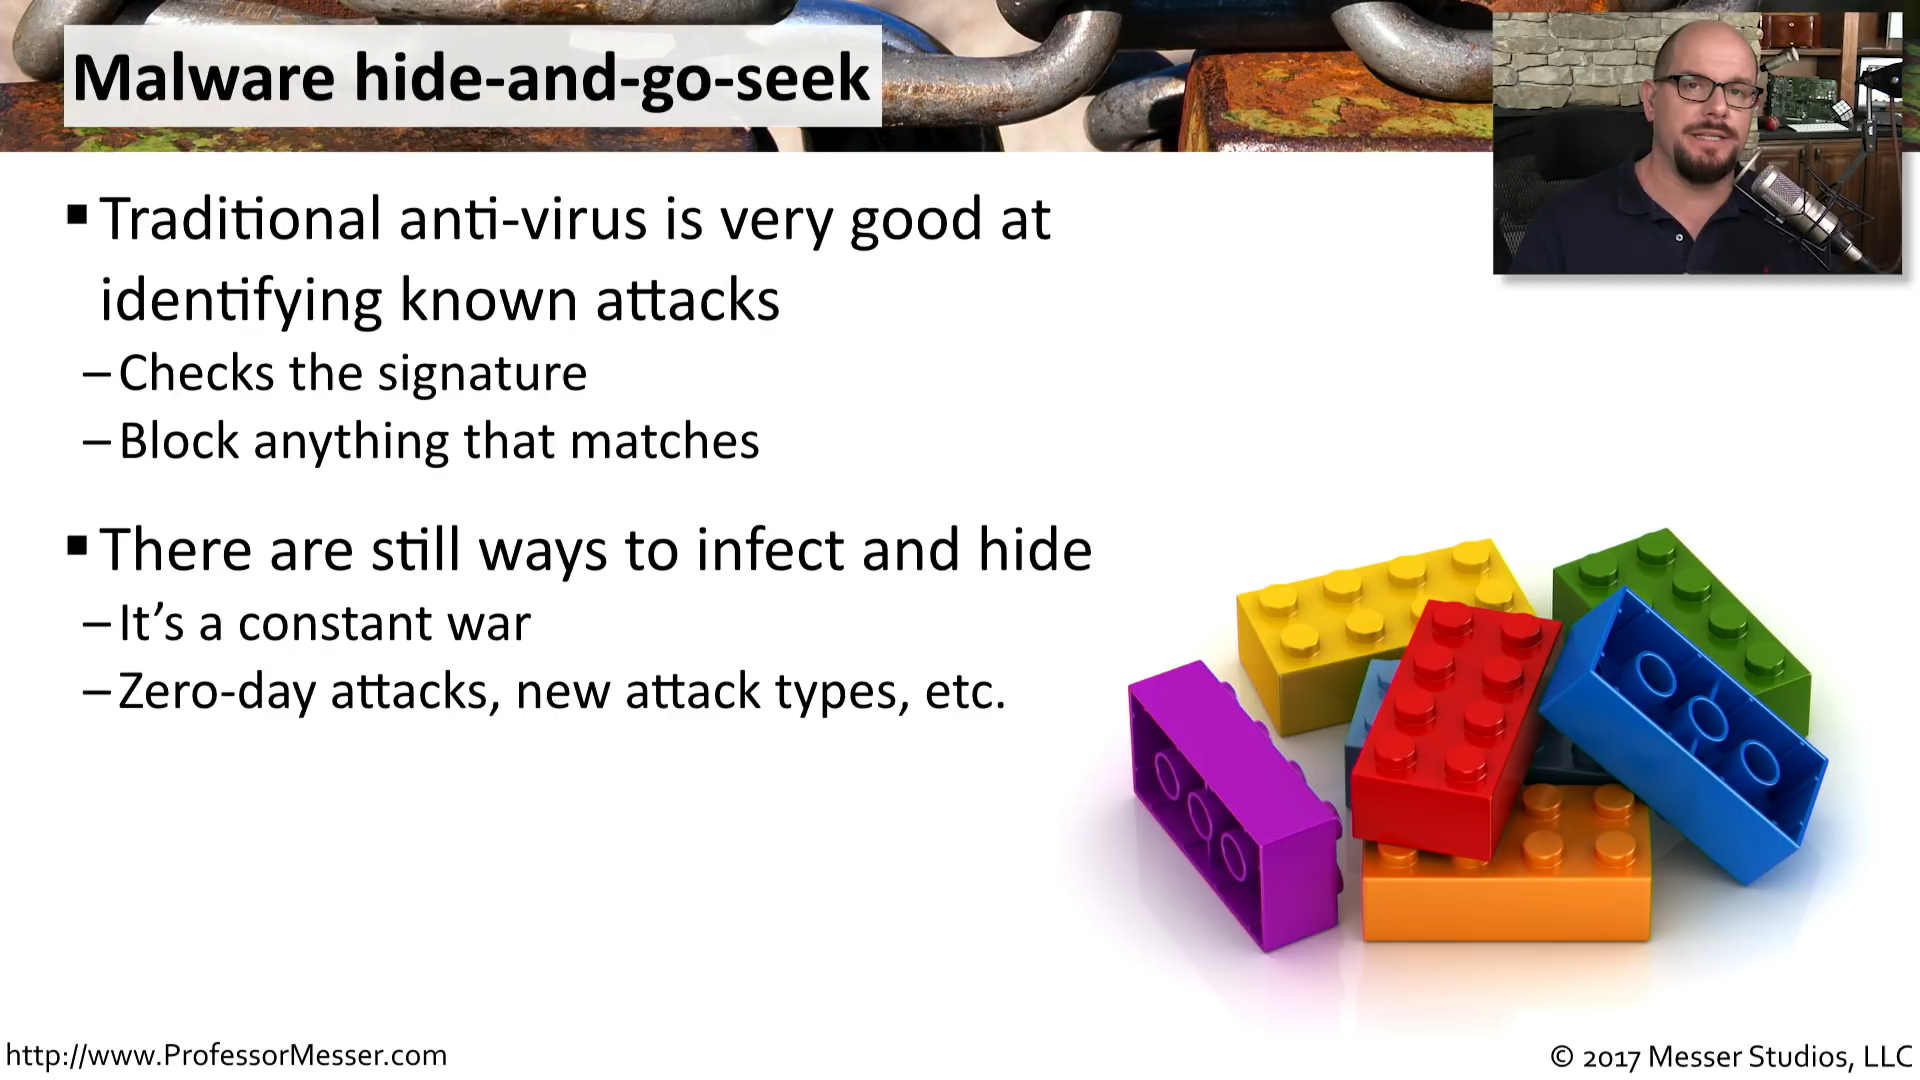 Malware hide-and-go-seek
▪ Traditional anti-virus is very good at
identifying known attacks
– Checks the signature
– Block anything that matches
▪ There are still ways to infect and hide
– It’s a constant war
– Zero-day attacks, new attack types, etc.
http://www.ProfessorMesser.com
© 2017 Messer Studios, LLC